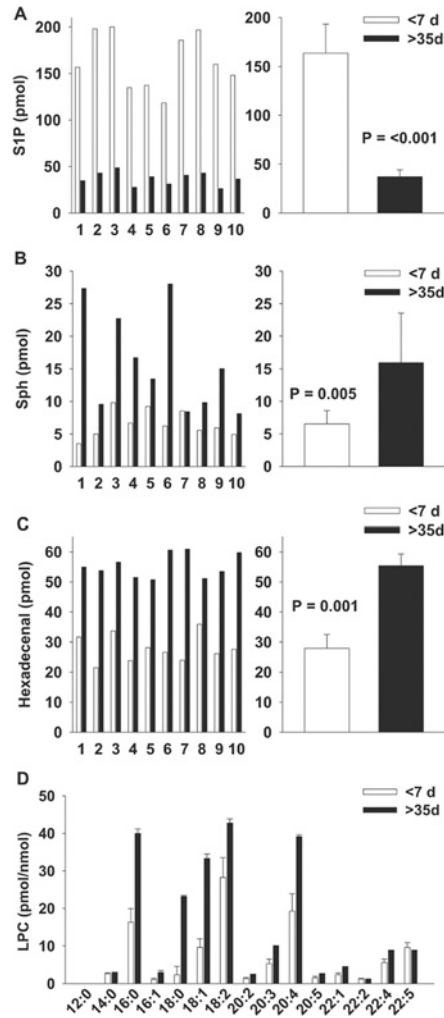 A
<7 d
>35d
S1P (pmol)
200
150
100
50
0
1 2 3 4 5 6 7 8 9 10
200
150
100
50
0
P = <0.001
B
<7 d
>35d
Sph (pmol)
30
25
20
15
10
5
0
1 2 3 4 5 6 7 8 9 10
30
25
20
15
10
5
0
P = 0.005
C
<7 d
>35d
Hexadecenal (pmol)
60
50
40
30
20
10
0
1 2 3 4 5 6 7 8 9 10
60
50
40
30
20
10
0
P = 0.001
D
<7 d
>35d
LPC (pmol/nmol)
50
40
30
20
10
0
12:0 14:0 16:0 16:1 18:0 18:1 18:2 20:2 20:3 20:4 20:5 22:1 22:2 22:4 22:5